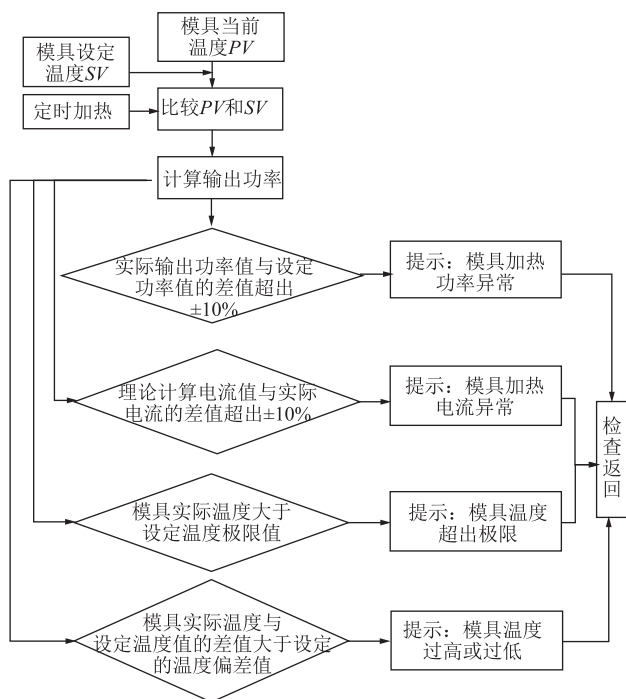 模具当前
温度PV
模具设定
温度SV
定时加热
比较PV和SV
计算输出功率
实际输出功率值与设定
功率值的差值超出
±10%
提示：模具加热
功率异常
理论计算电流值与实际
电流的差值超出±10%
提示：模具加热
电流异常
检
查
返
回
模具实际温度大于
设定温度极限值
提示：模具温度
超出极限
模具实际温度与
设定温度值的差值大于设定
的温度偏差值
提示：模具温度
过高或过低